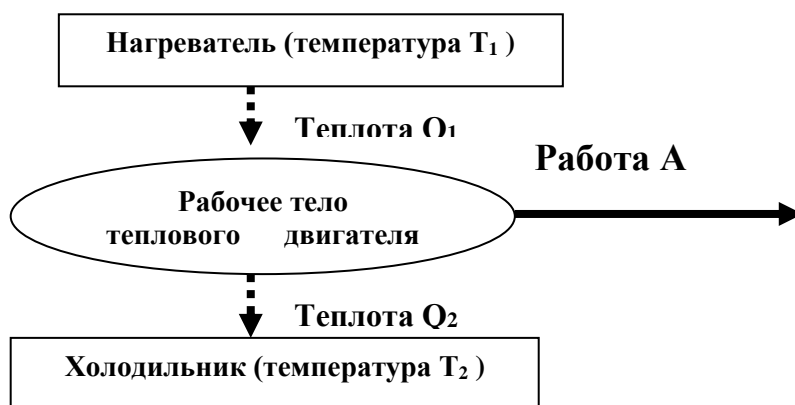 Нагреватель (температура T₁ )
Теплота Q₁
Работа А
Рабочее тело
теплового двигателя
Теплота Q₂
Холодильник (температура T₂ )